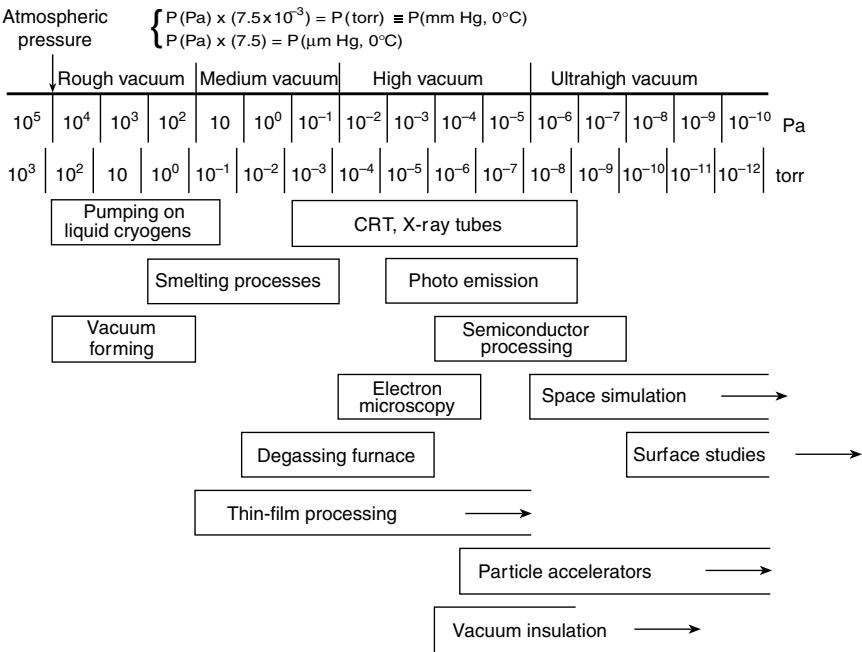 Atmospheric
pressure
P(Pa) x (7.5x10⁻³) = P(torr) ≡ P(mm Hg, 0°C)
P(Pa) x (7.5) = P(μm Hg, 0°C)
Rough vacuum Medium vacuum High vacuum Ultrahigh vacuum
10⁵ 10⁴ 10³ 10² 10 10⁰ 10⁻¹ 10⁻² 10⁻³ 10⁻⁴ 10⁻⁵ 10⁻⁶ 10⁻⁷ 10⁻⁸ 10⁻⁹ 10⁻¹⁰ Pa
10³ 10² 10 10⁰ 10⁻¹ 10⁻² 10⁻³ 10⁻⁴ 10⁻⁵ 10⁻⁶ 10⁻⁷ 10⁻⁸ 10⁻⁹ 10⁻¹⁰ 10⁻¹¹ 10⁻¹² torr
Pumping on
liquid cryogens
CRT, X-ray tubes
Smelting processes
Photo emission
Vacuum
forming
Semiconductor
processing
Electron
microscopy
Space simulation
Degassing furnace
Surface studies
Thin-film processing
Particle accelerators
Vacuum insulation